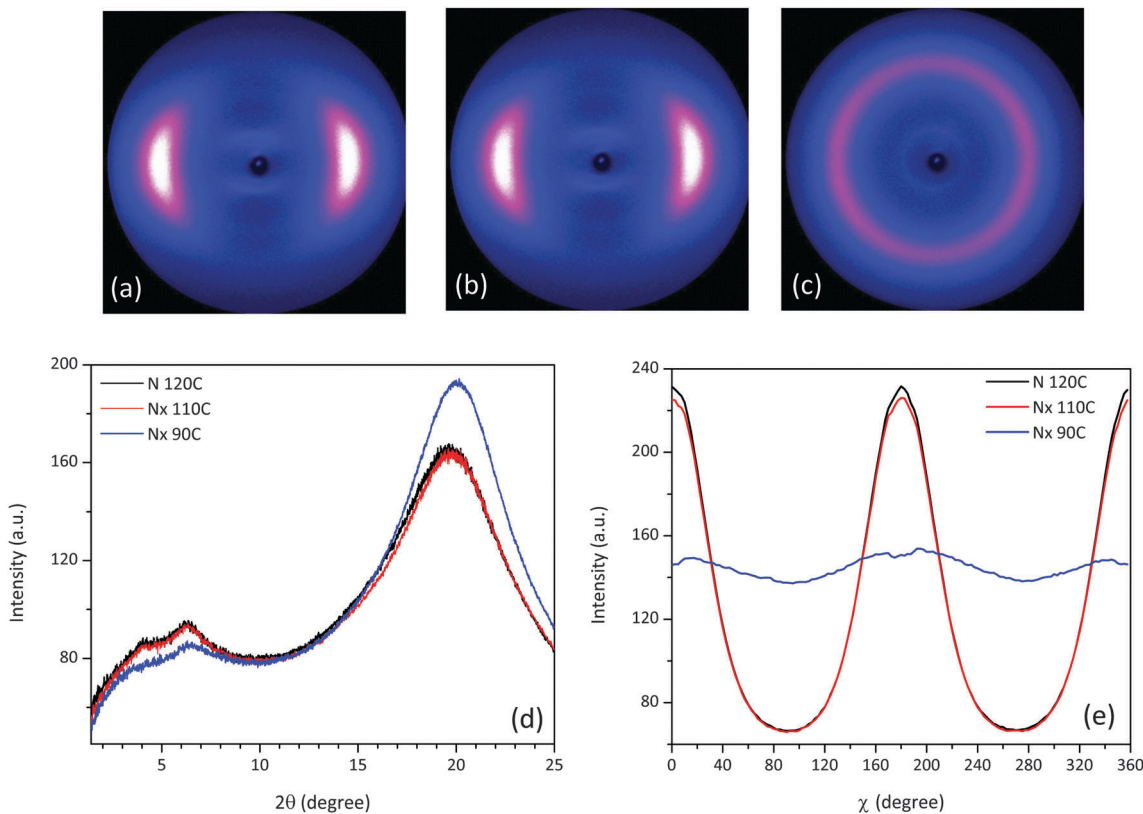 (a)
(b)
(c)
200
160
120
80
5
10
15
20
25
Intensity (a.u.)
2θ (degree)
N 120C
Nx 110C
Nx 90C
(d)
240
200
160
120
80
0
40
80
120
160
200
240
280
320
360
Intensity (a.u.)
χ (degree)
N 120C
Nx 110C
Nx 90C
(e)